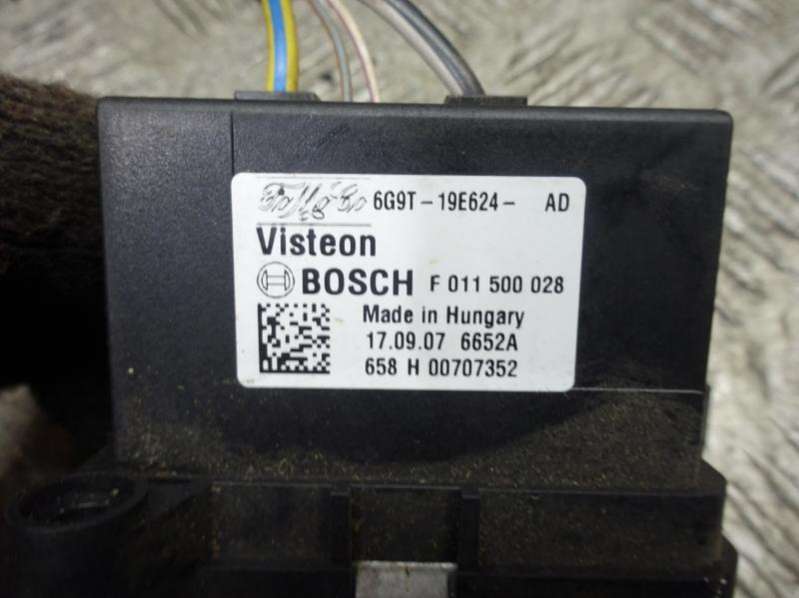 6G9T-19E624- AD
Visteon
BOSCH F 011 500 028
Made in Hungary
17.09.07 6652A
658 H 00707352